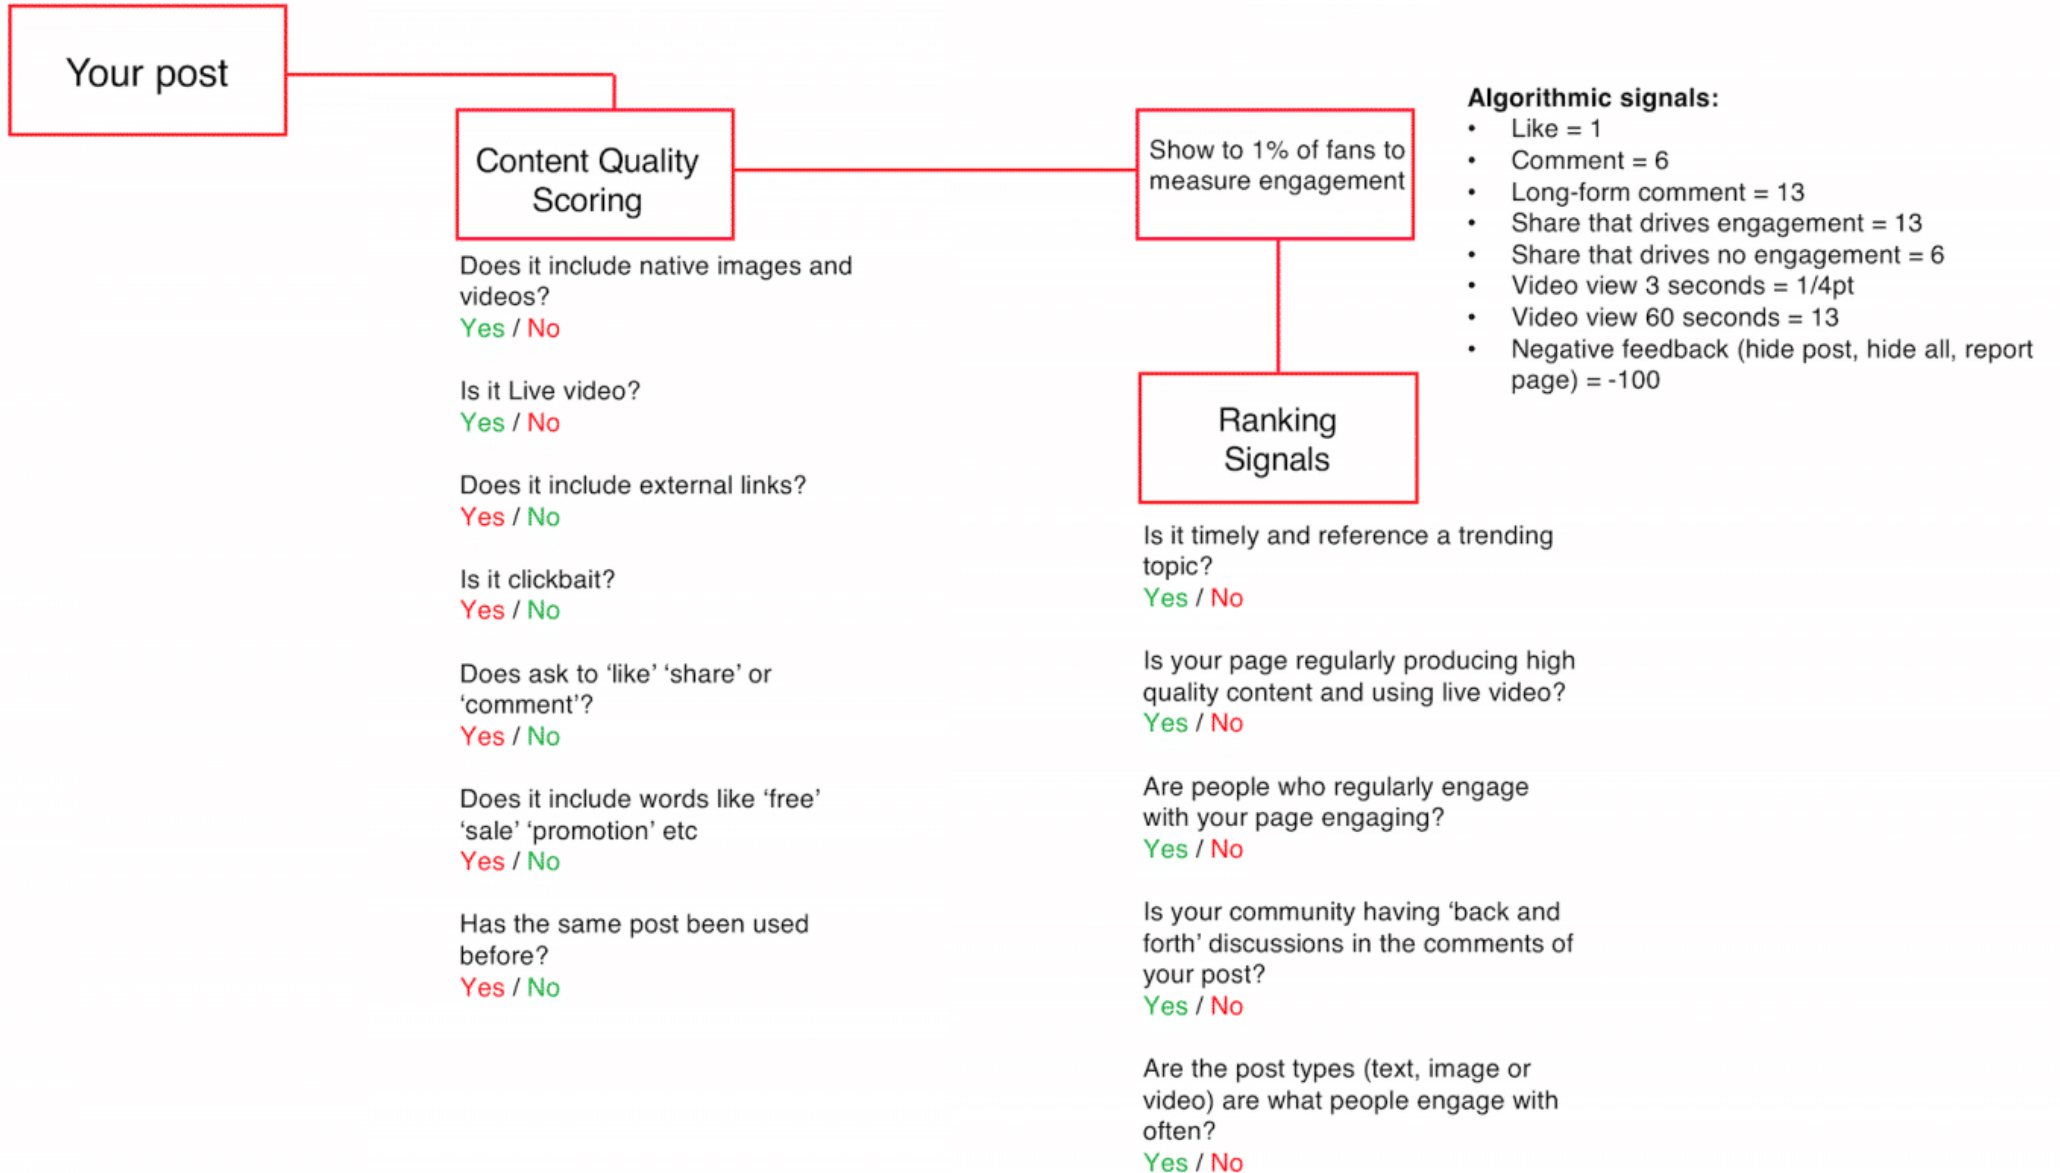 Your post
Content Quality
Scoring
Does it include native images and
videos?
Yes / No
Is it Live video?
Yes / No
Does it include external links?
Yes / No
Is it clickbait?
Yes / No
Does ask to ‘like’ ‘share’ or
‘comment’?
Yes / No
Does it include words like ‘free’
‘sale’ ‘promotion’ etc
Yes / No
Has the same post been used
before?
Yes / No
Show to 1% of fans to
measure engagement
Algorithmic signals:
• Like = 1
• Comment = 6
• Long-form comment = 13
• Share that drives engagement = 13
• Share that drives no engagement = 6
• Video view 3 seconds = 1/4pt
• Video view 60 seconds = 13
• Negative feedback (hide post, hide all, report
page) = -100
Ranking
Signals
Is it timely and reference a trending
topic?
Yes / No
Is your page regularly producing high
quality content and using live video?
Yes / No
Are people who regularly engage
with your page engaging?
Yes / No
Is your community having ‘back and
forth’ discussions in the comments of
your post?
Yes / No
Are the post types (text, image or
video) are what people engage with
often?
Yes / No